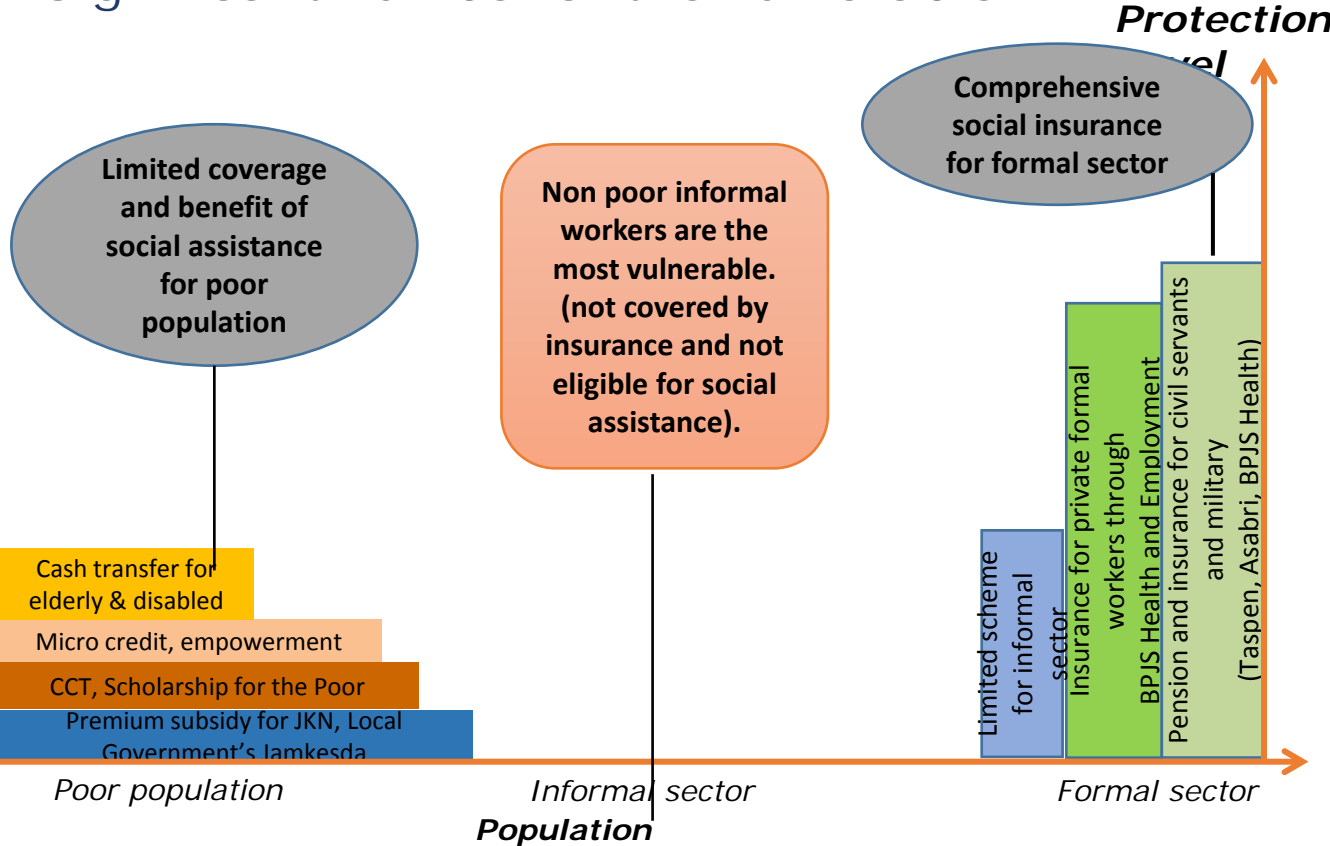 Protection
Limited coverage
and benefit of
social assistance
for poor
population
Non poor informal
workers are the
most vulnerable.
(not covered by
insurance and not
eligible for social
assistance).
Comprehensive
social insurance
for formal sector
Cash transfer for
elderly & disabled
Micro credit, empowerment
CCT, Scholarship for the Poor
Premium subsidy for JKN, Local
Government's Jamkesda
Limited scheme
for informal
sector
Insurance for private formal
workers through
BPJS Health and Employment
Pension and insurance for civil servants
and military
(Taspen, Asabri, BPJS Health)
Poor population
Informal sector
Formal sector
Population